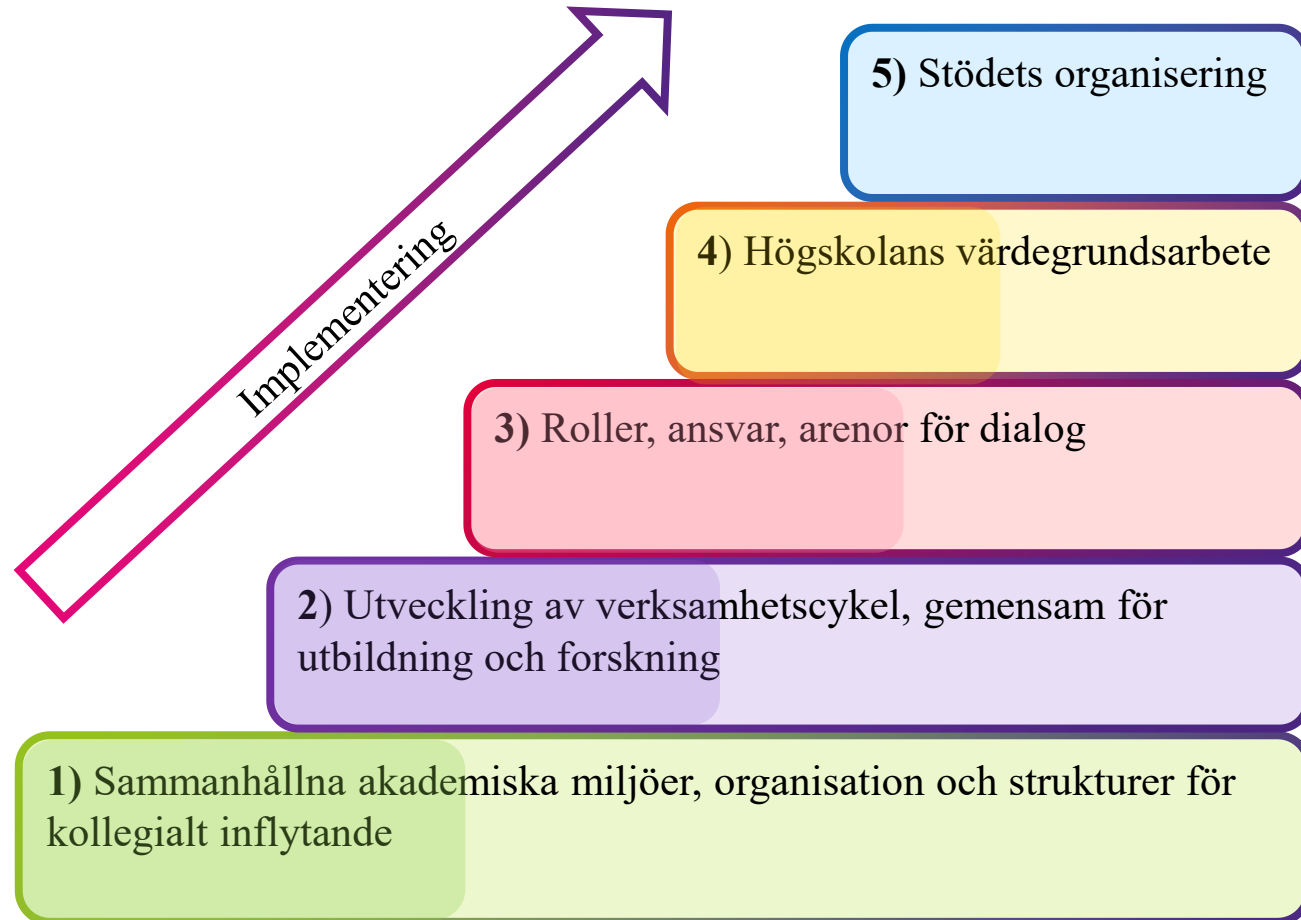 5) Stödets organisering
4) Högskolans värdegrundsarbete
Implementering
3) Roller, ansvar, arenor för dialog
2) Utveckling av verksamhetscykel, gemensam för
utbildning och forskning
1) Sammanhållna akademiska miljöer, organisation och strukturer för
kollegialt inflytande